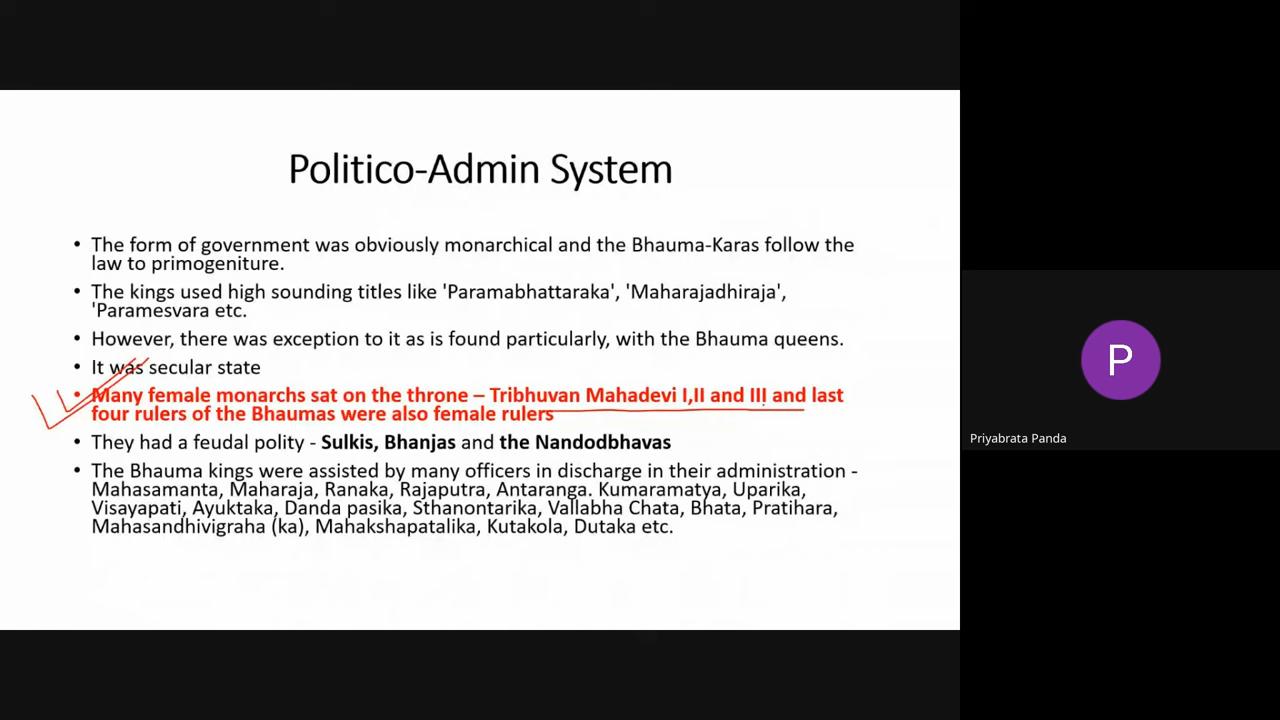 Politico-Admin System
• The form of government was obviously monarchical and the Bhauma-Karas follow the
law to primogeniture.
• The kings used high sounding titles like 'Paramabhattaraka', 'Maharajadhiraja',
'Paramesvara etc.
• However, there was exception to it as is found particularly, with the Bhauma queens.
• It was secular state
• Many female monarchs sat on the throne – Tribhuvan Mahadevi I,II and III and last
four rulers of the Bhaumas were also female rulers
• They had a feudal polity - Sulkis, Bhanjas and the Nandodbhavas
• The Bhauma kings were assisted by many officers in discharge in their administration -
Mahasamanta, Maharaja, Ranaka, Rajaputra, Antaranga. Kumaramatya, Uparika,
Visayapati, Ayuktaka, Danda pasika, Sthanontarika, Vallabha Chata, Bhata, Pratihara,
Mahasandhivigraha (ka), Mahakshapatalika, Kutakola, Dutaka etc.
P
Priyabrata Panda